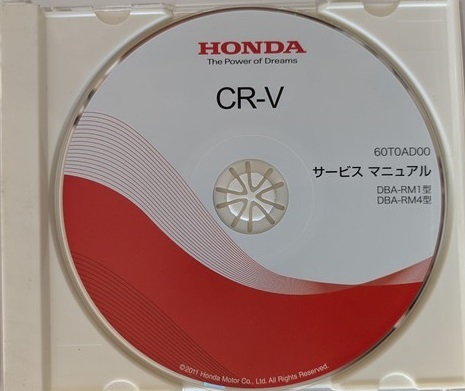 HONDA
The Power of Dreams
CR-V
60T0AD00
サービス マニュアル
DBA-RM1型
DBA-RM4型
©2011 Honda Motor Co., Ltd. All Rights Reserved.